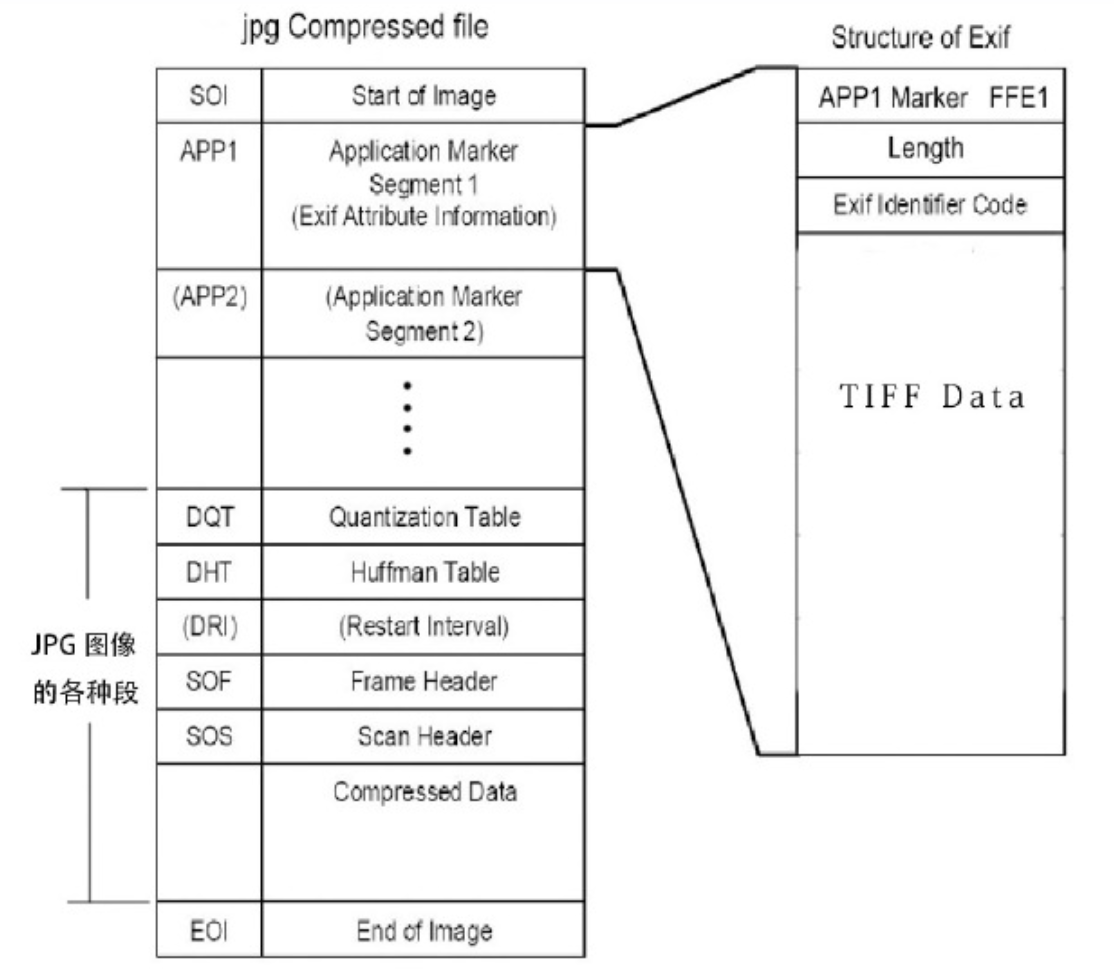 jpg Compressed file
SOI Start of Image
APP1 Application Marker
Segment 1
(Exif Attribute Information)
(APP2) (Application Marker
Segment 2)
DQT Quantization Table
DHT Huffman Table
(DRI) (Restart Interval)
SOF Frame Header
SOS Scan Header
Compressed Data
EOI End of Image
JPG 图像
的各种段
Structure of Exif
APP1 Marker FFE1
Length
Exif Identifier Code
TIFF Data